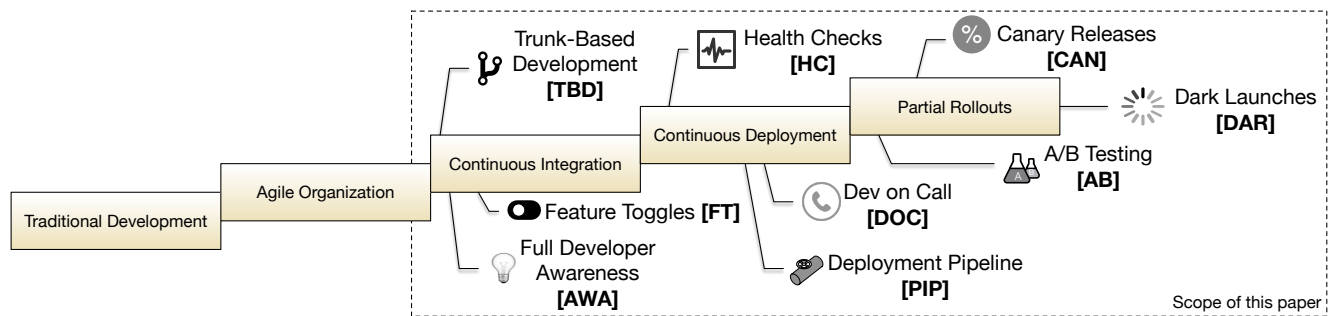 Traditional Development
Agile Organization
Continuous Integration
Trunk-Based
Development
[TBD]
Feature Toggles [FT]
Full Developer
Awareness
[AWA]
Continuous Deployment
Health Checks
[HC]
Dev on Call
[DOC]
Deployment Pipeline
[PIP]
Partial Rollouts
%
Canary Releases
[CAN]
Dark Launches
[DAR]
A
A/B Testing
[AB]
Scope of this paper